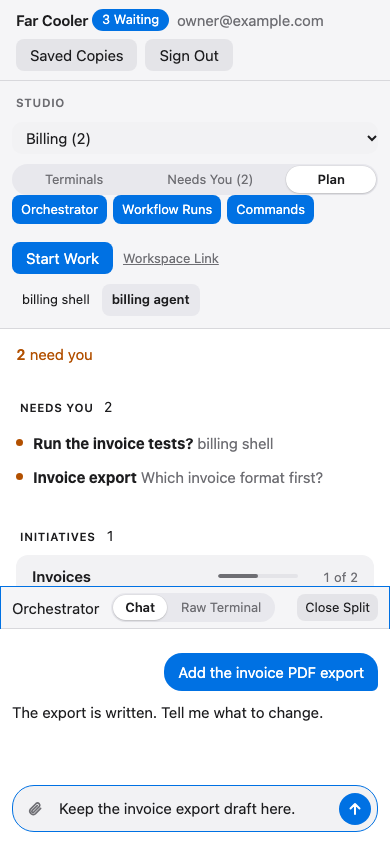 Far Cooler 3 Waiting owner@example.com
Saved Copies Sign Out
STUDIO
Billing (2)
Terminals Needs You (2) Plan
Orchestrator Workflow Runs Commands
Start Work Workspace Link
billing shell billing agent
2 need you
NEEDS YOU 2
Run the invoice tests? billing shell
Invoice export Which invoice format first?
INITIATIVES 1
Invoices 1 of 2
Orchestrator Chat Raw Terminal Close Split
Add the invoice PDF export
The export is written. Tell me what to change.
Keep the invoice export draft here.